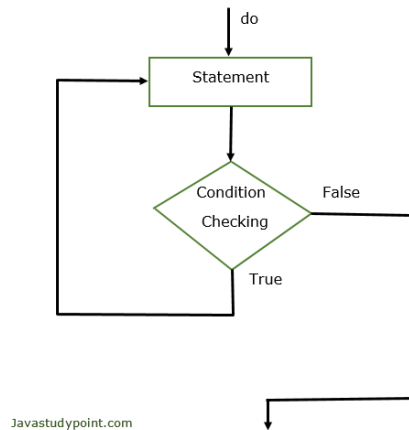 do
Statement
Condition
Checking
False
True
Javastudypoint.com